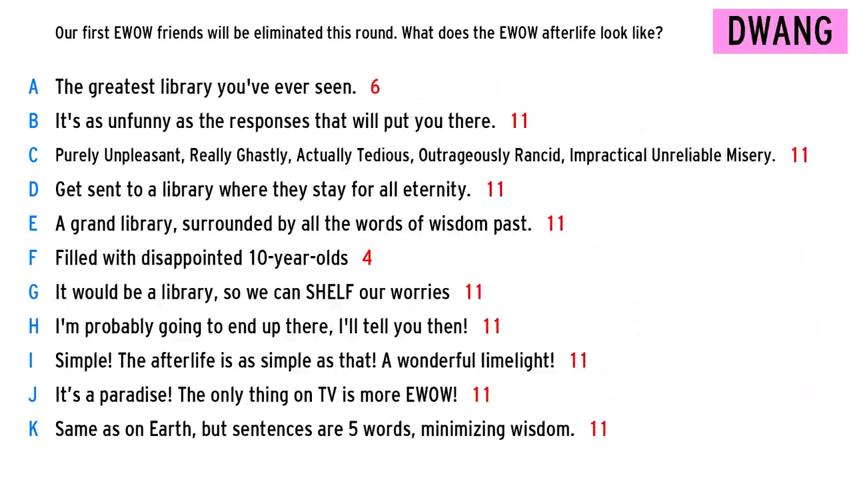 Our first EWOW friends will be eliminated this round. What does the EWOW afterlife look like?
DWANG
A The greatest library you've ever seen. 6
B It's as unfunny as the responses that will put you there. 11
C Purely Unpleasant, Really Ghastly, Actually Tedious, Outrageously Rancid, Impractical Unreliable Misery. 11
D Get sent to a library where they stay for all eternity. 11
E A grand library, surrounded by all the words of wisdom past. 11
F Filled with disappointed 10-year-olds 4
G It would be a library, so we can SHELF our worries 11
H I'm probably going to end up there, I'll tell you then! 11
I Simple! The afterlife is as simple as that! A wonderful limelight! 11
J It’s a paradise! The only thing on TV is more EWOW! 11
K Same as on Earth, but sentences are 5 words, minimizing wisdom. 11